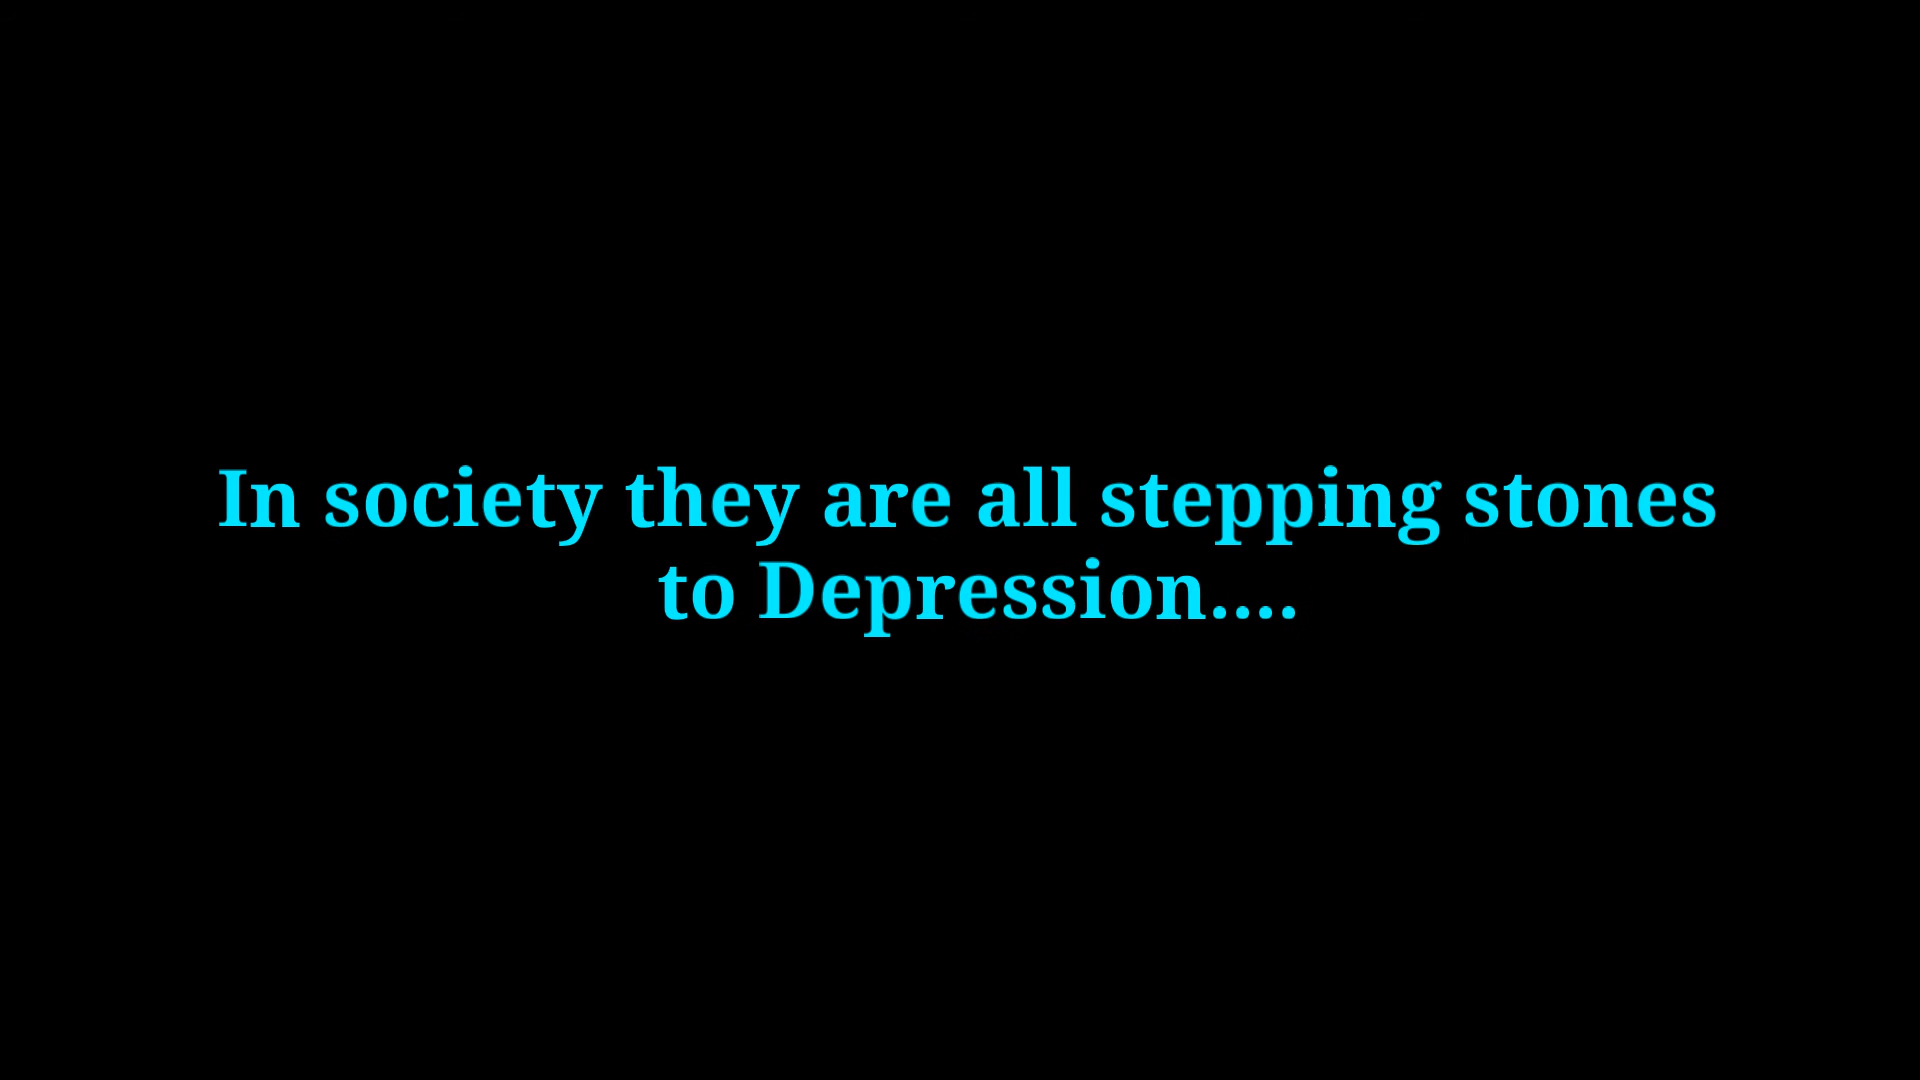 In society they are all stepping stones
to Depression....